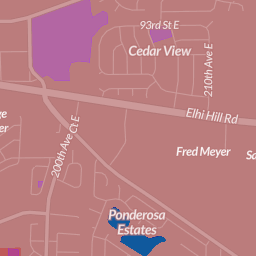 93rd St E
Cedar View
210th Ave E
Elhi Hill Rd
Fred Meyer
200th Ave Ct E
Ponderosa
Estates